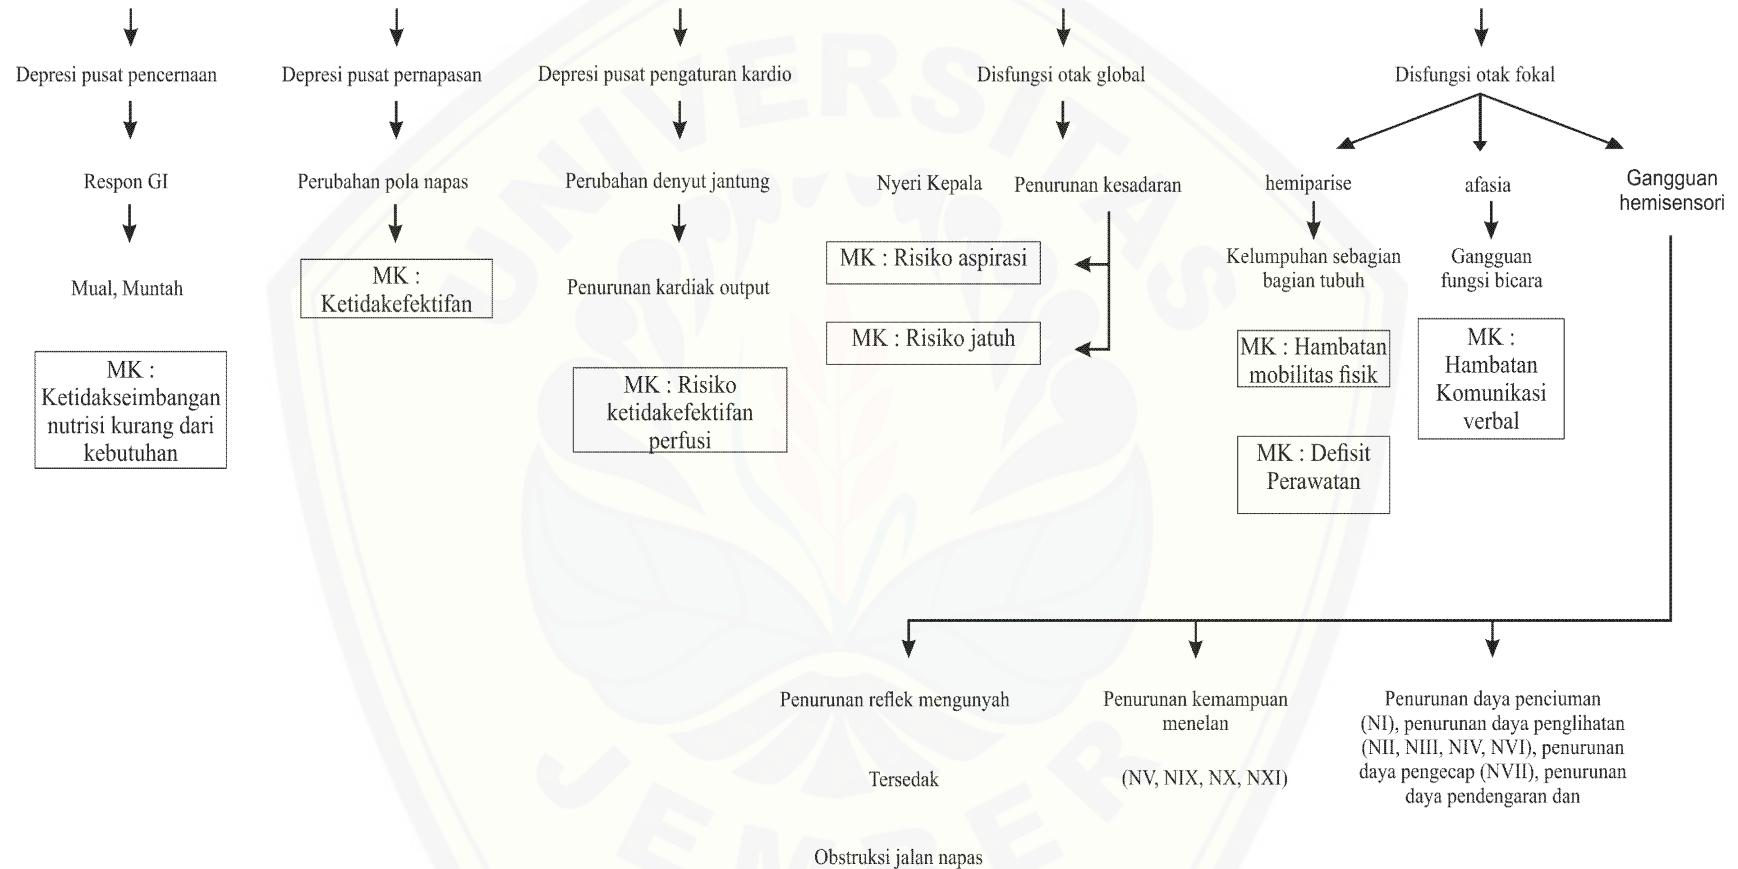 Depresi pusat pencernaan
Depresi pusat pernapasan
Depresi pusat pengaturan kardio
Disfungsi otak global
Disfungsi otak fokal
Respon GI
Perubahan pola napas
Perubahan denyut jantung
Nyeri Kepala
Penurunan kesadaran
hemiparise
afasia
Gangguan
hemisensori
Mual, Muntah
MK :
Ketidakefektifan
Penurunan kardiak output
MK : Risiko aspirasi
MK : Risiko jatuh
Kelumpuhan sebagian
bagian tubuh
Gangguan
fungsi bicara
MK :
Ketidakseimbangan
nutrisi kurang dari
kebutuhan
MK : Risiko
ketidakefektifan
perfusi
MK : Hambatan
mobilitas fisik
MK :
Hambatan
Komunikasi
verbal
MK : Defisit
Perawatan
Penurunan reflek mengunyah
Tersedak
Obstruksi jalan napas
Penurunan kemampuan
menelan
(NV, NIX, NX, NXI)
Penurunan daya penciuman
(NI), penurunan daya penglihatan
(NII, NIII, NIV, NVI), penurunan
daya pengecap (NVII), penurunan
daya pendengaran dan
UNIVERSITAS
JEMBER